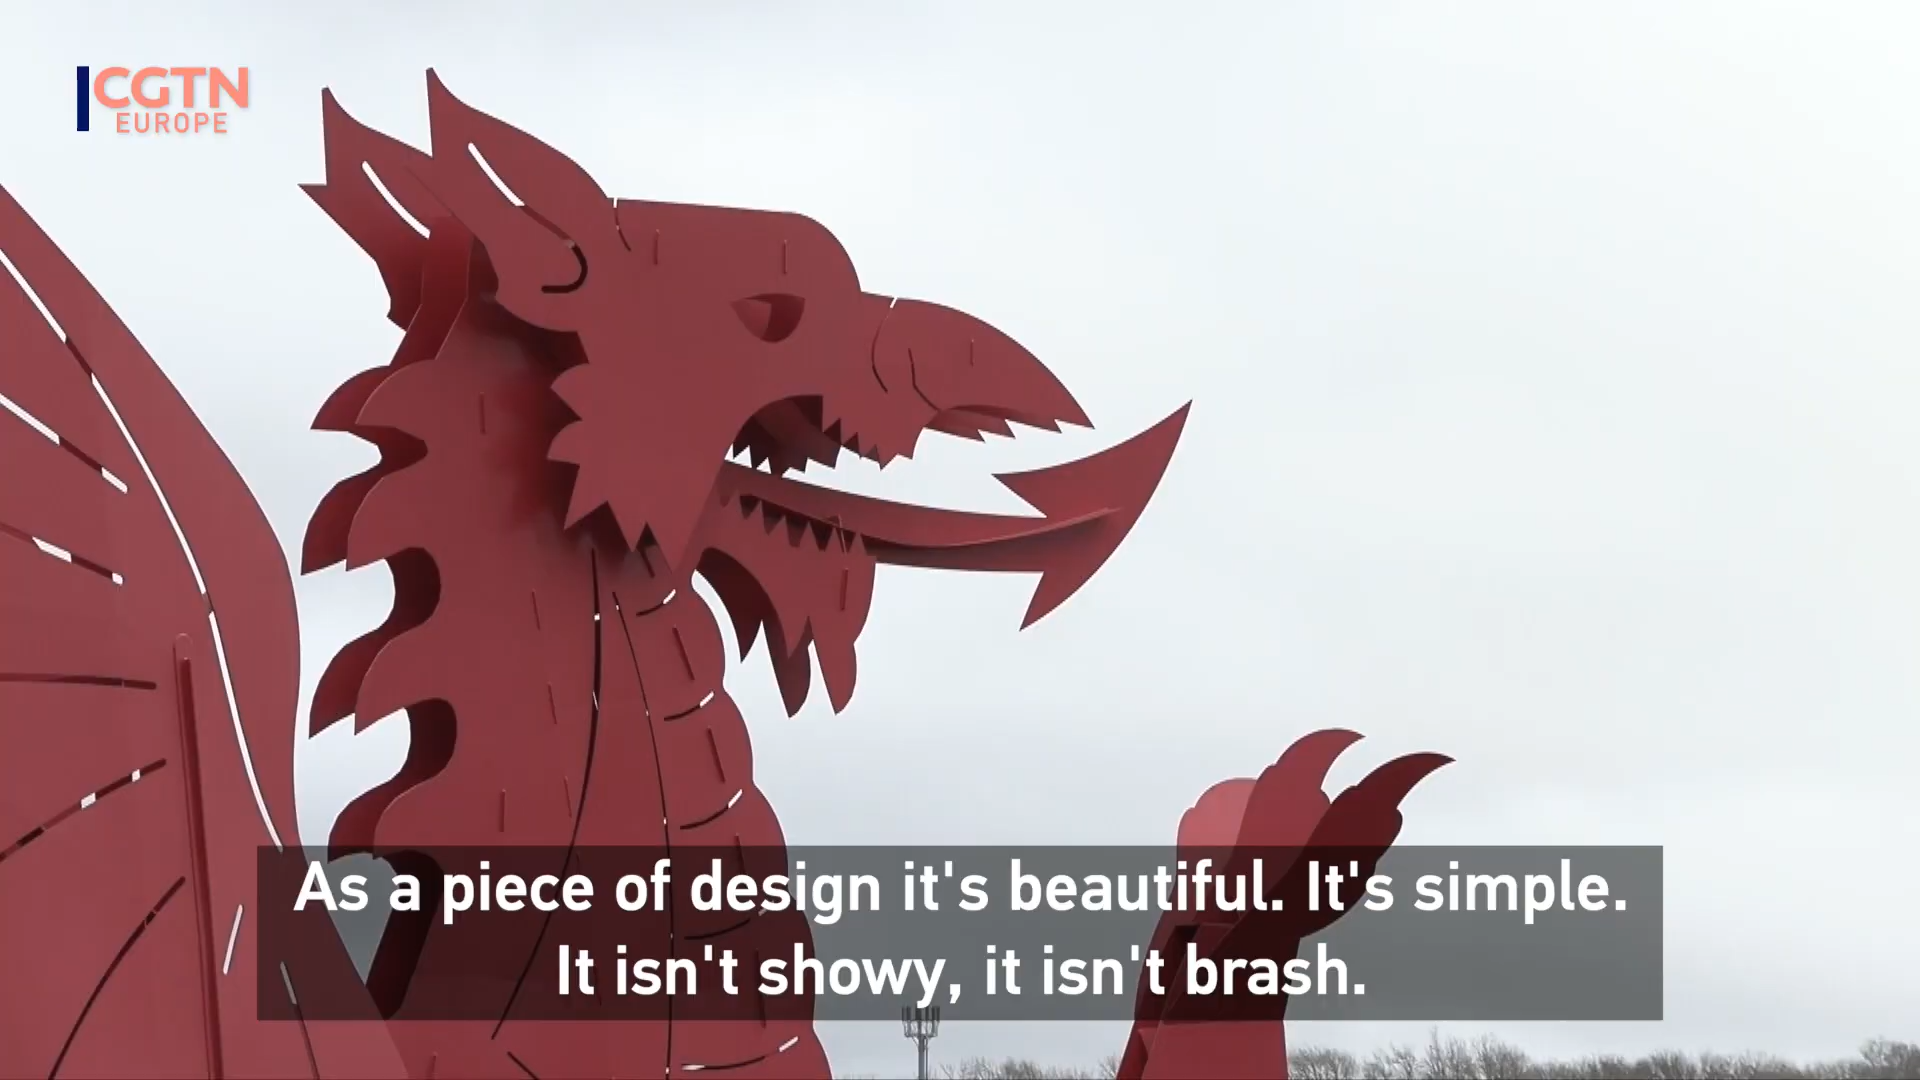 CGTN
EUROPE
As a piece of design it's beautiful. It's simple.
It isn't showy, it isn't brash.